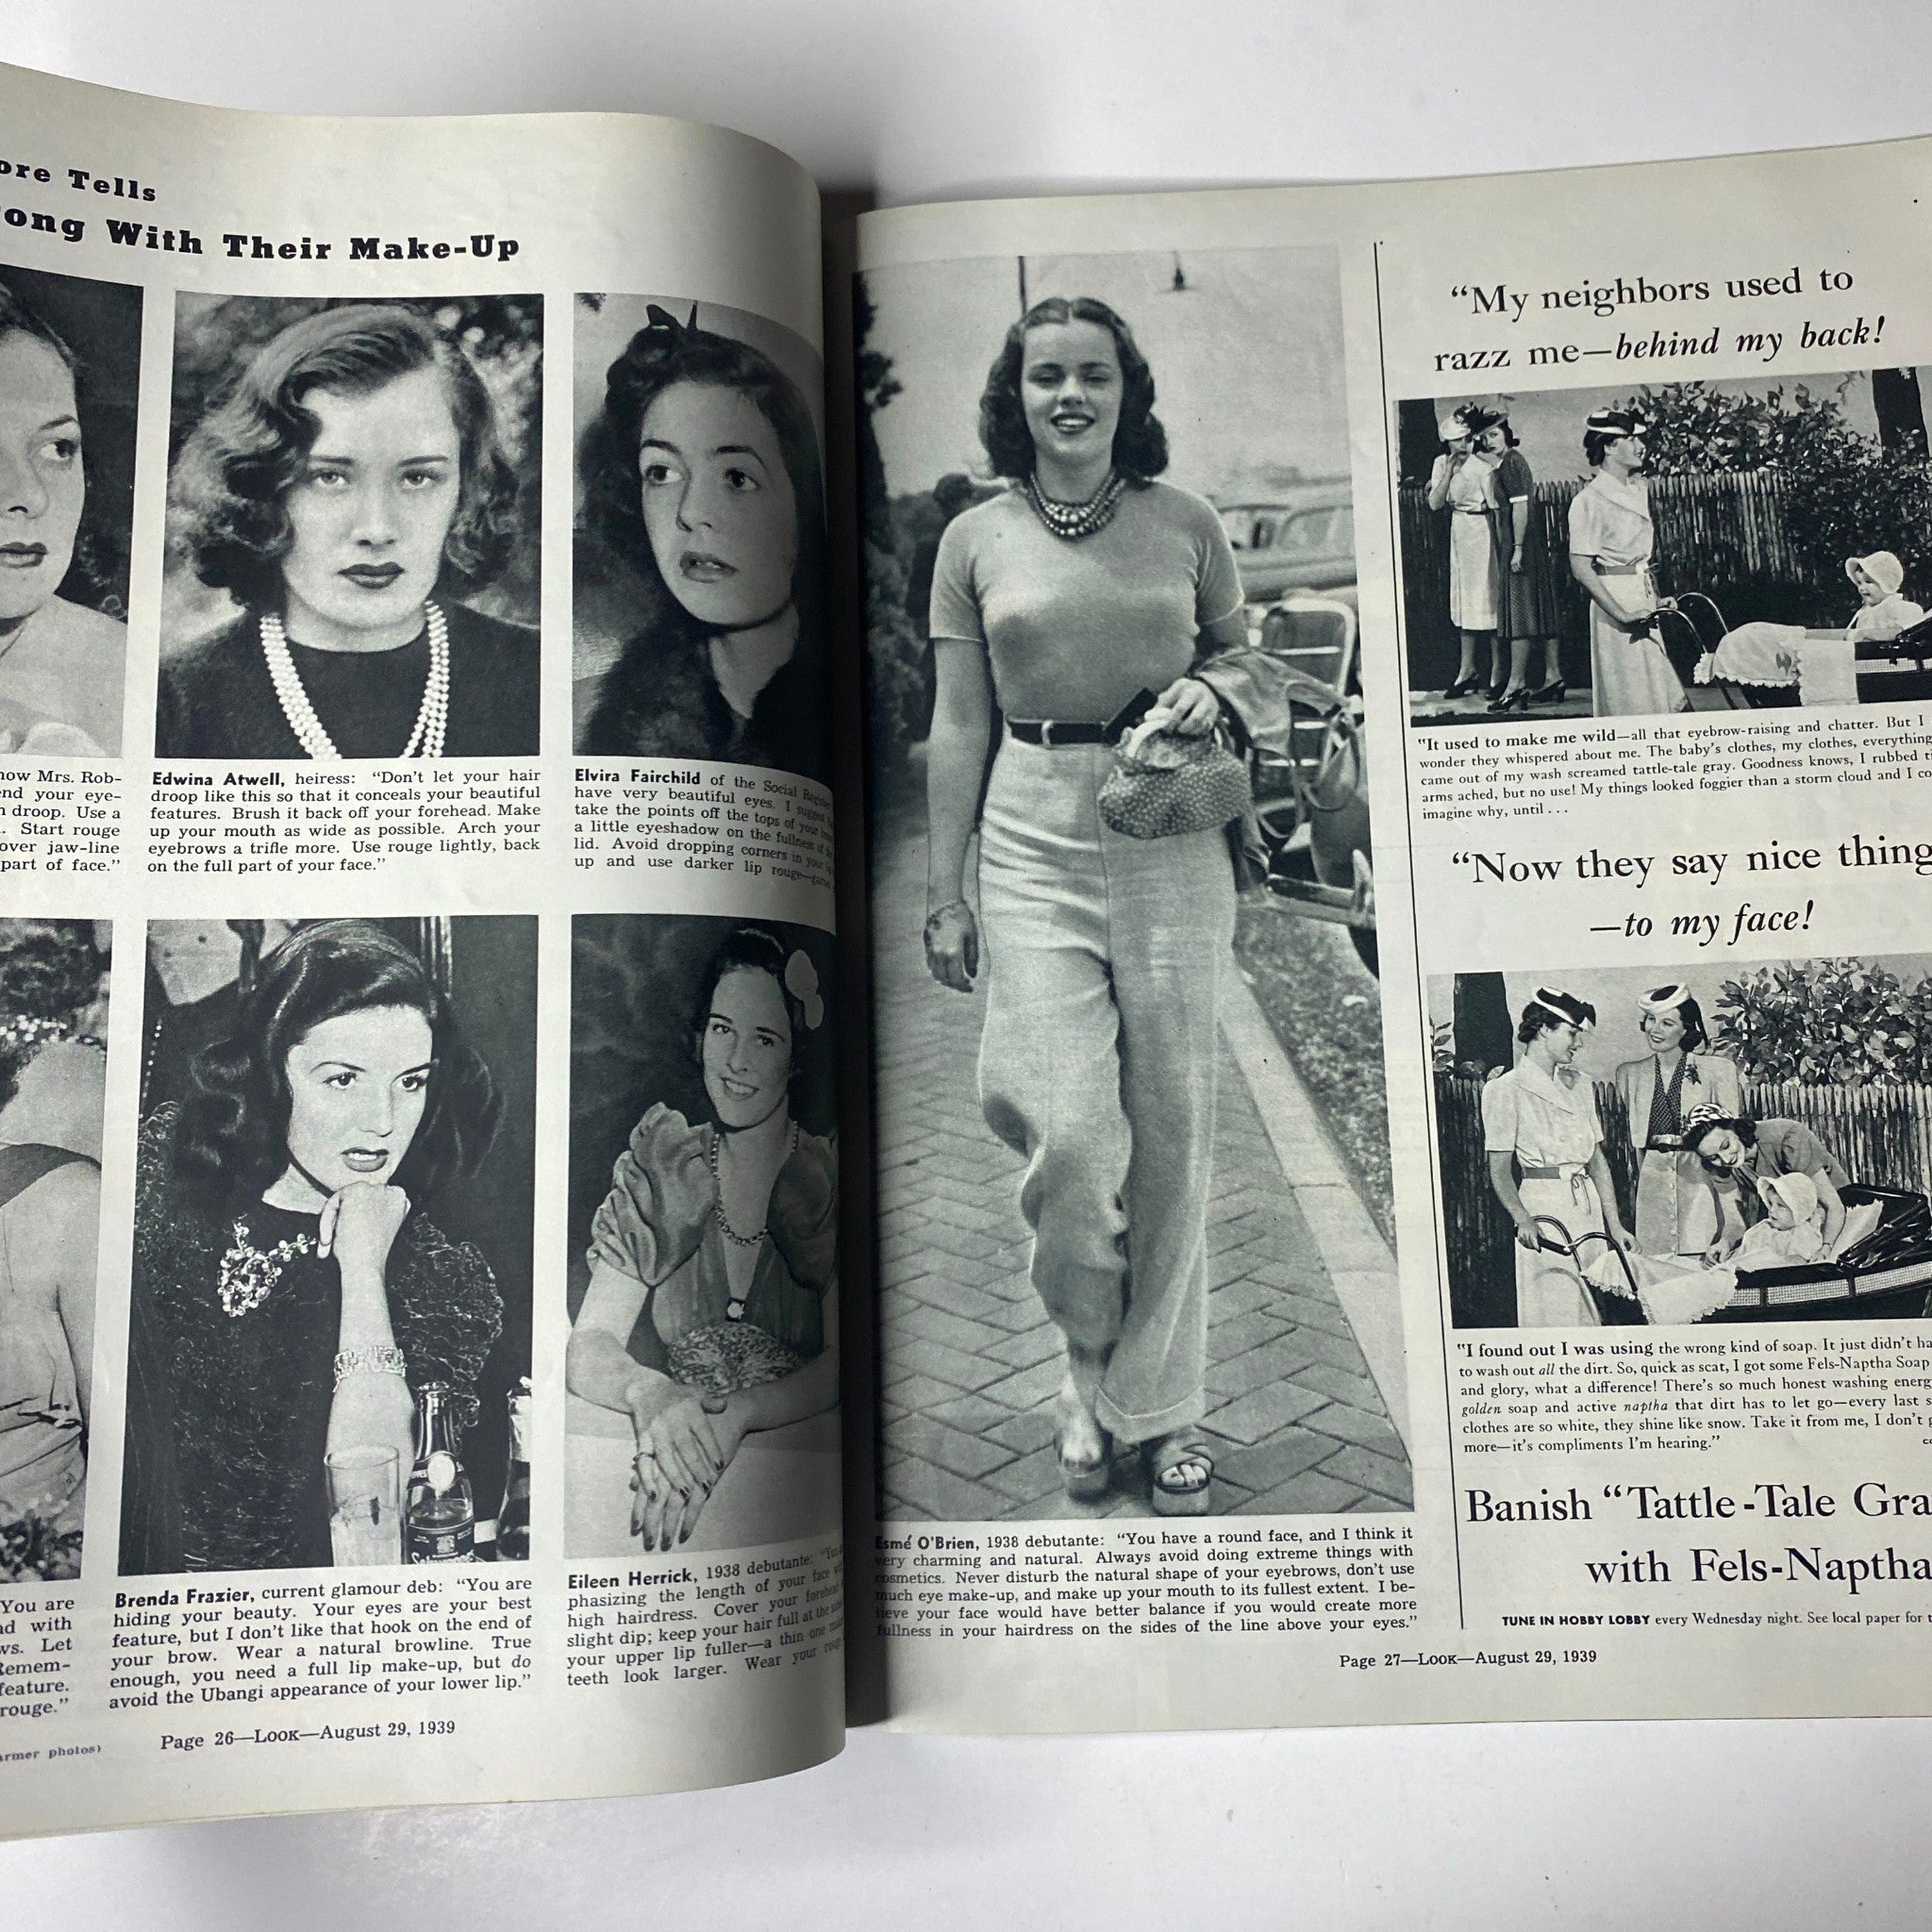 Tells
With Their Make-Up
how Mrs. Rob-
your eye-
droop. Use a
Start rouge
over jaw-line
part of face."
Edwina Atwell, heiress: "Don't let your hair
droop like this so that it conceals your beautiful
features. Brush it back off your forehead. Make
up your mouth as wide as possible. Arch your
eyebrows a trifle more. Use rouge lightly, back
on the full part of your face."
Elvira Fairchild of the Social Register
have very beautiful eyes. I suggest
take the points off the tops of your
a little eyeshadow on the fullness of
lid. Avoid dropping corners in your
up and use darker lip rouge—
You are
with
Let
Remem-
feature.
rouge."
photos)
Brenda Frazier, current glamour deb: "You are
hiding your beauty. Your eyes are your best
feature, but I don't like that hook on the end of
your brow. Wear a natural browline. True
enough, you need a full lip make-up, but do
avoid the Ubangi appearance of your lower lip."
Eileen Herrick, 1938 debutante:
phasizing the length of your face
high hairdress. Cover your forehead
slight dip; keep your hair full at the
your upper lip fuller—a thin one
teeth look larger. Wear your
Page 26—LOOK—August 29, 1939
Esmé O'Brien, 1938 debutante: "You have a round face, and I think it
very charming and natural. Always avoid doing extreme things with
cosmetics. Never disturb the natural shape of your eyebrows, don't use
much eye make-up, and make up your mouth to its fullest extent. I be-
lieve your face would have better balance if you would create more
fullness in your hairdress on the sides of the line above your eyes."
"My neighbors used to
razz me—behind my back!
"It used to make me wild—all that eyebrow-raising and chatter. But I
wonder they whispered about me. The baby's clothes, my clothes, everything
came out of my wash screamed tattle-tale gray. Goodness knows, I rubbed
arms ached, but no use! My things looked foggier than a storm cloud and I
imagine why, until . . .
"Now they say nice thing
—to my face!
"I found out I was using the wrong kind of soap. It just didn't
to wash out all the dirt. So, quick as scat, I got some Fels-Naptha Soap
and glory, what a difference! There's so much honest washing energ
golden soap and active naptha that dirt has to let go—every last
clothes are so white, they shine like snow. Take it from me, I don't
more—it's compliments I'm hearing."
Banish "Tattle-Tale Gra
with Fels-Naptha
TUNE IN HOBBY LOBBY every Wednesday night. See local paper for
Page 27—LOOK—August 29, 1939